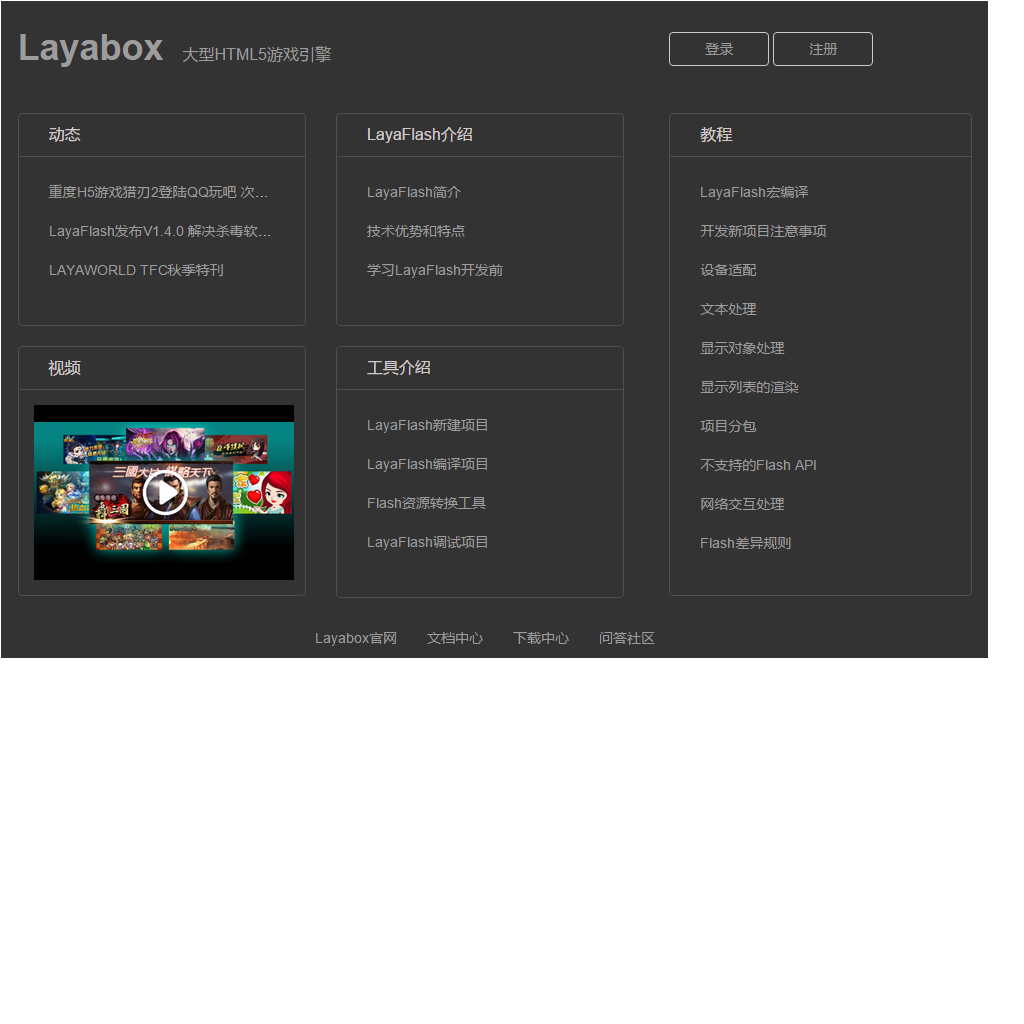 Layabox 大型HTML5游戏引擎
登录 注册
动态
重度H5游戏猎刃2登陆QQ玩吧 次...
LayaFlash发布V1.4.0 解决杀毒软...
LAYAWORLD TFC秋季特刊
LayaFlash介绍
LayaFlash简介
技术优势和特点
学习LayaFlash开发前
教程
LayaFlash宏编译
开发新项目注意事项
设备适配
文本处理
显示对象处理
显示列表的渲染
项目分包
不支持的Flash API
网络交互处理
Flash差异规则
视频
三國大战 謀略天下
工具介绍
LayaFlash新建项目
LayaFlash编译项目
Flash资源转换工具
LayaFlash调试项目
Layabox官网 文档中心 下载中心 问答社区